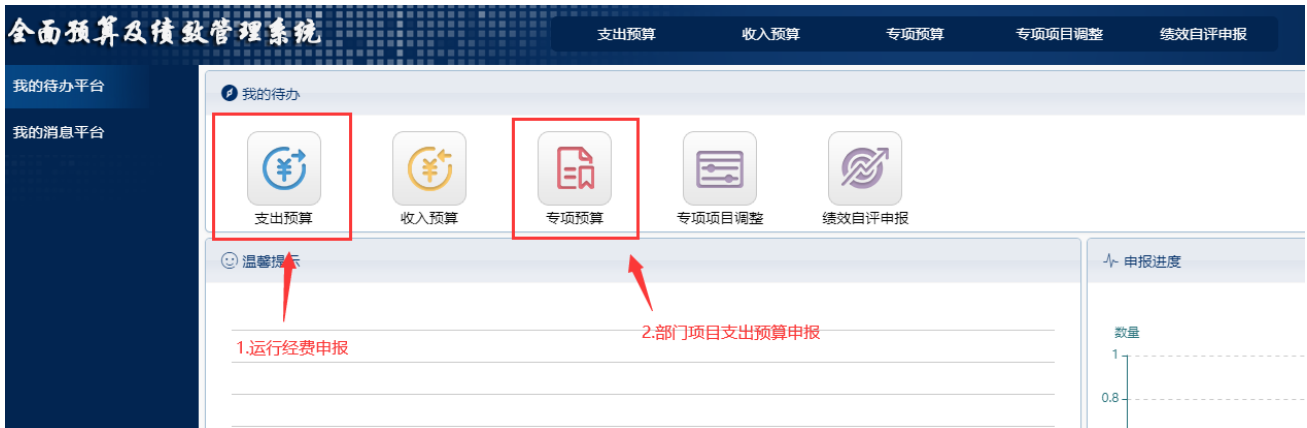 全面预算及绩效管理系统
支出预算
收入预算
专项预算
专项项目调整
绩效自评申报
我的待办平台
我的消息平台
我的待办
支出预算
收入预算
专项预算
专项项目调整
绩效自评申报
温馨提示
申报进度
1.运行经费申报
2.部门项目支出预算申报
数量
1
0.8